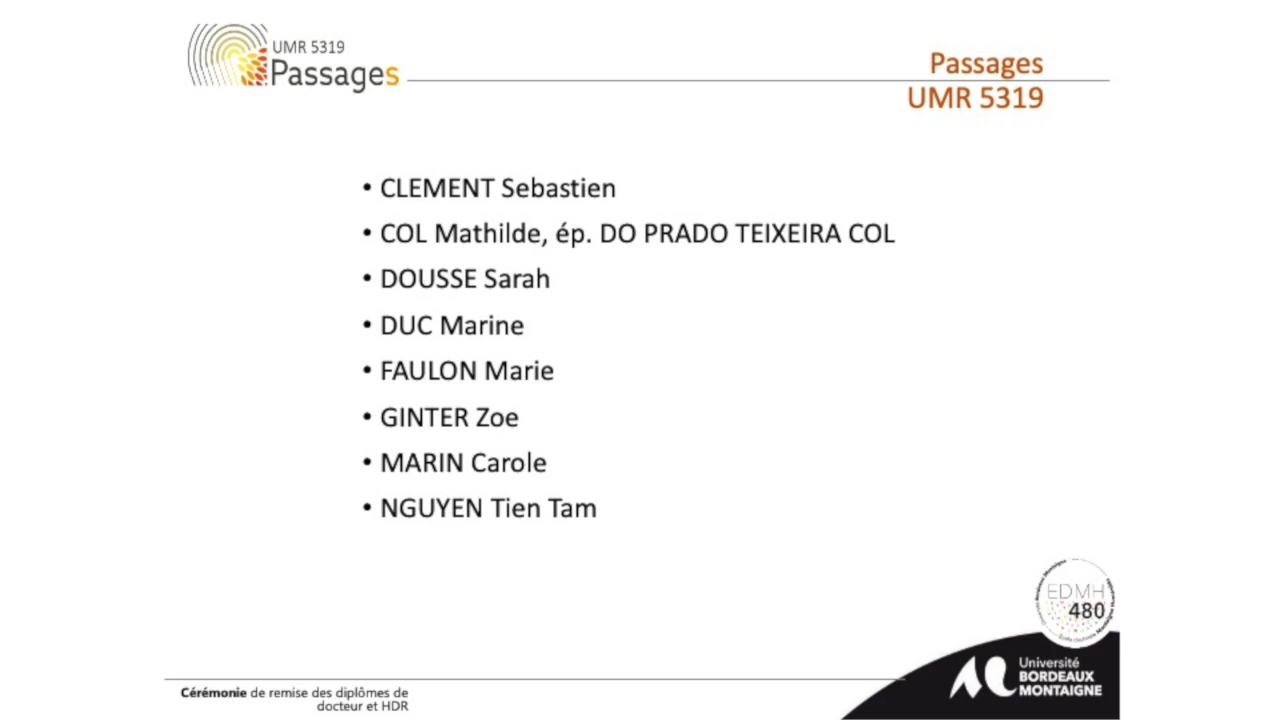 UMR 5319
Passages
Passages
UMR 5319
• CLEMENT Sebastien
• COL Mathilde, ép. DO PRADO TEIXEIRA COL
• DOUSSE Sarah
• DUC Marine
• FAULON Marie
• GINTER Zoe
• MARIN Carole
• NGUYEN Tien Tam
EDMH
480
Université
BORDEAUX
MONTAIGNE
Cérémonie de remise des diplômes de
docteur et HDR